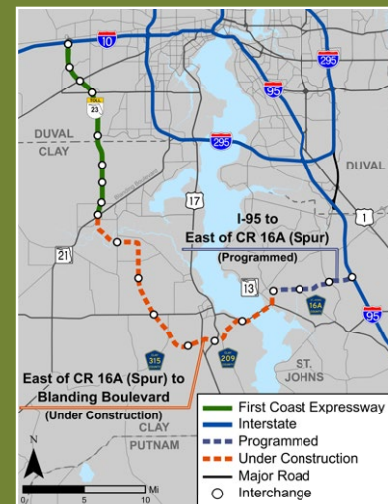 10
295
TOLL
23
95
DUVAL
CLAY
295
Blanding Boulevard
DUVAL
17
1
I-95 to
East of CR 16A (Spur)
(Programmed)
21
13
16A
95
315
209
ST.
JOHNS
East of CR 16A (Spur) to
Blanding Boulevard
(Under Construction)
CLAY
PUTNAM
N
0
5
10
Mi
First Coast Expressway
Interstate
Programmed
Under Construction
Major Road
Interchange